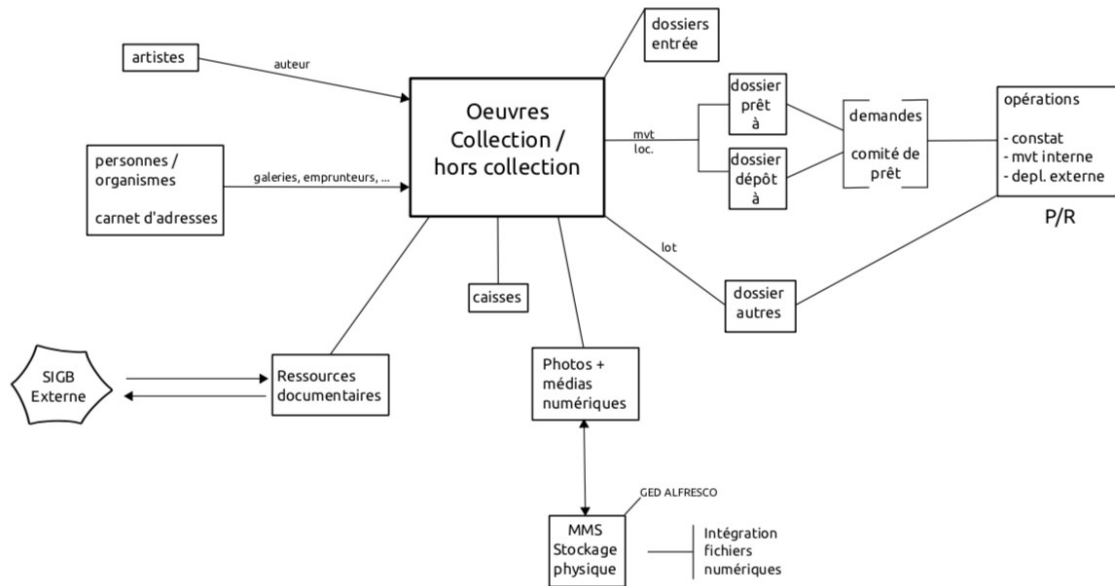 dossiers
entrée
artistes
auteur
Oeuvres
Collection /
hors collection
dossier
prêt
à
opérations
- constat
- mvt interne
- depl. externe
P/R
demandes
comité de
prêt
mvt
loc.
dossier
dépôt
à
personnes /
organismes
carnet d'adresses
galeries, emprunteurs, ...
lot
caisses
dossier
autres
SIGB
Externe
Ressources
documentaires
Photos +
médias
numériques
GED ALFRESCO
MMS
Stockage
physique
Intégration
fichiers
numériques